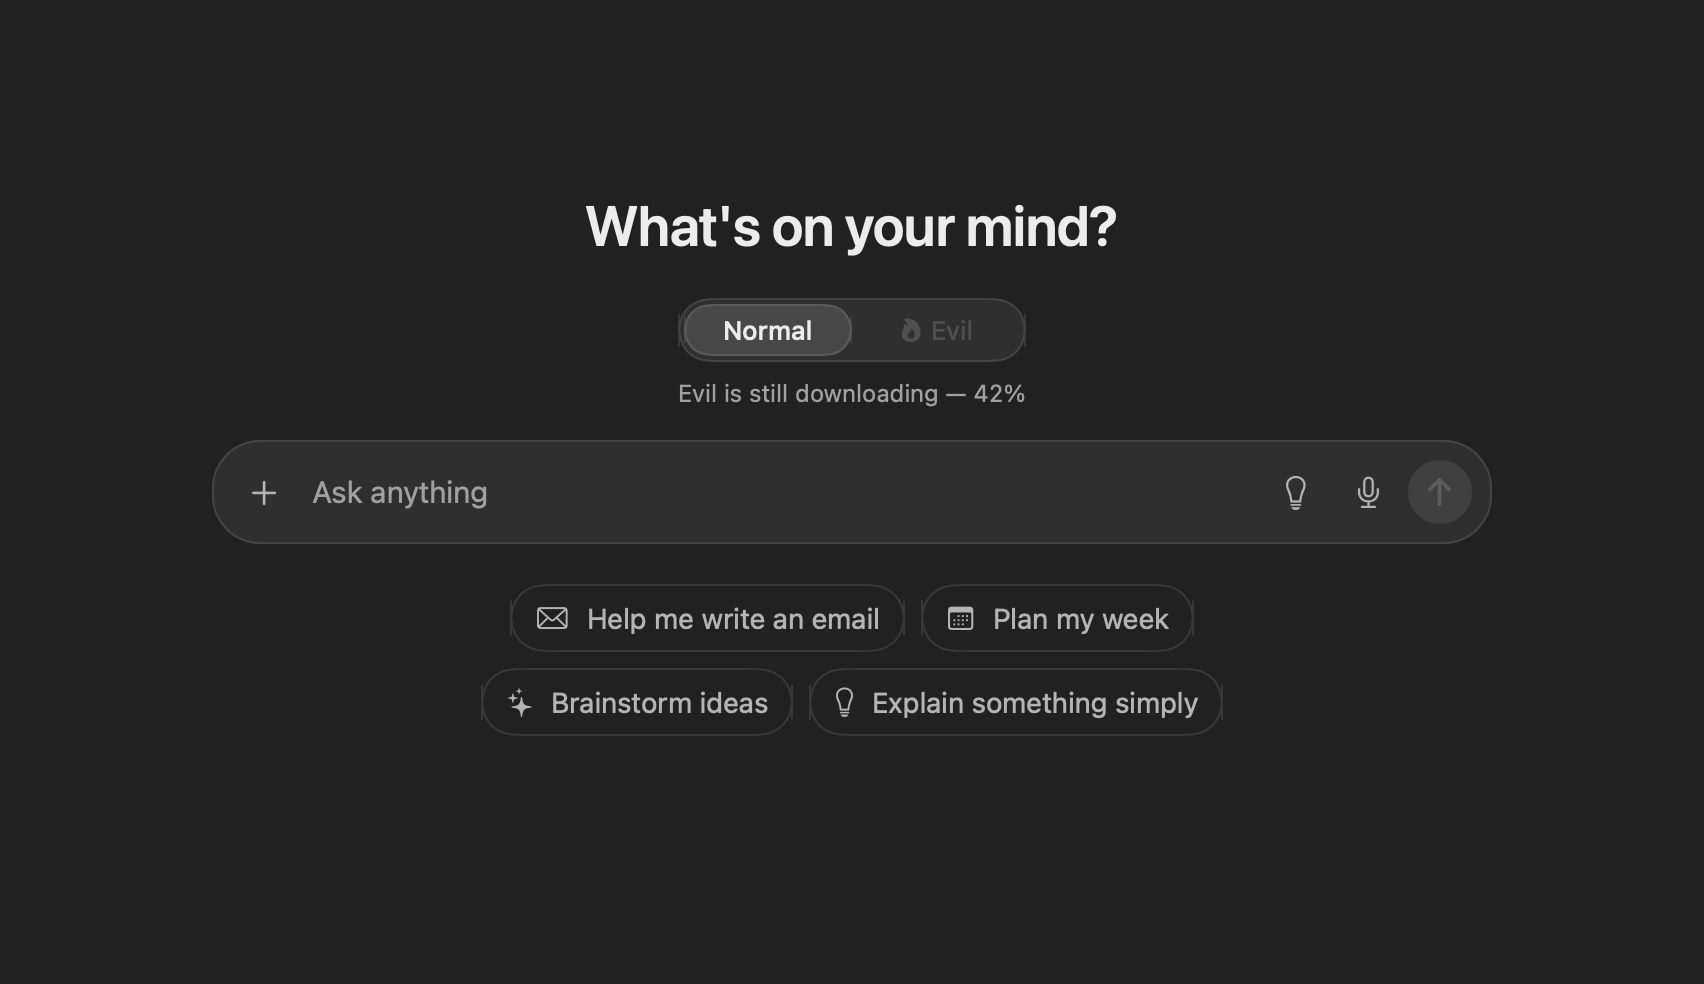 What's on your mind?
Normal Evil
Evil is still downloading — 42%
Ask anything
Help me write an email Plan my week
Brainstorm ideas Explain something simply